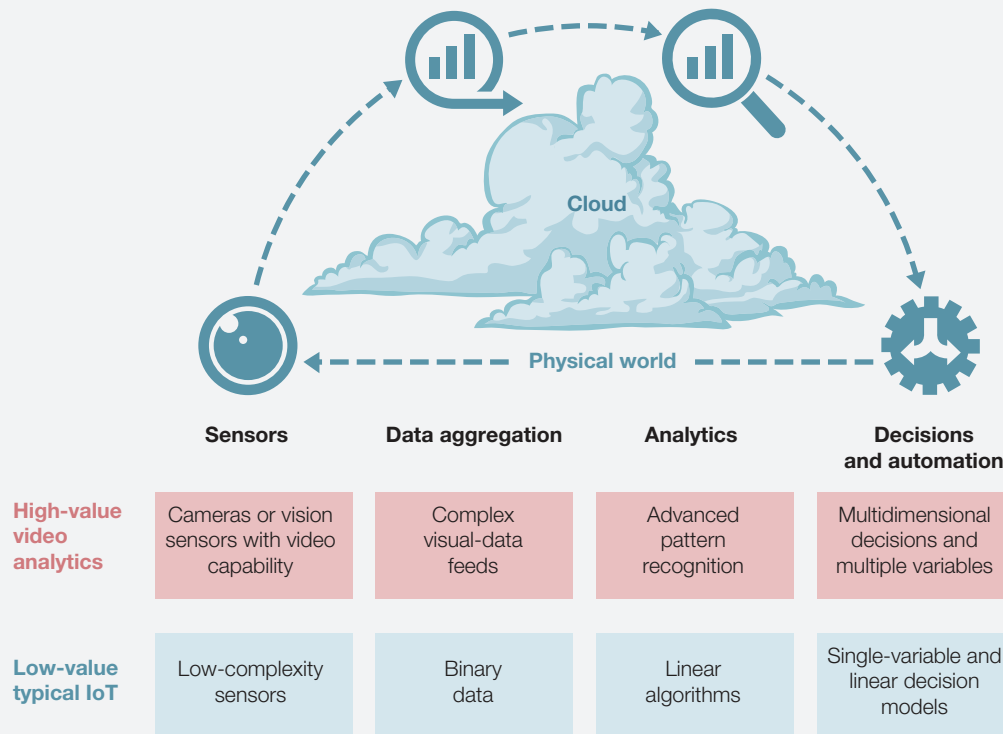 Cloud
Physical world
Sensors
Data aggregation
Analytics
Decisions
and automation
High-value
video
analytics
Cameras or vision
sensors with video
capability
Complex
visual-data
feeds
Advanced
pattern
recognition
Multidimensional
decisions and
multiple variables
Low-value
typical IoT
Low-complexity
sensors
Binary
data
Linear
algorithms
Single-variable and
linear decision
models